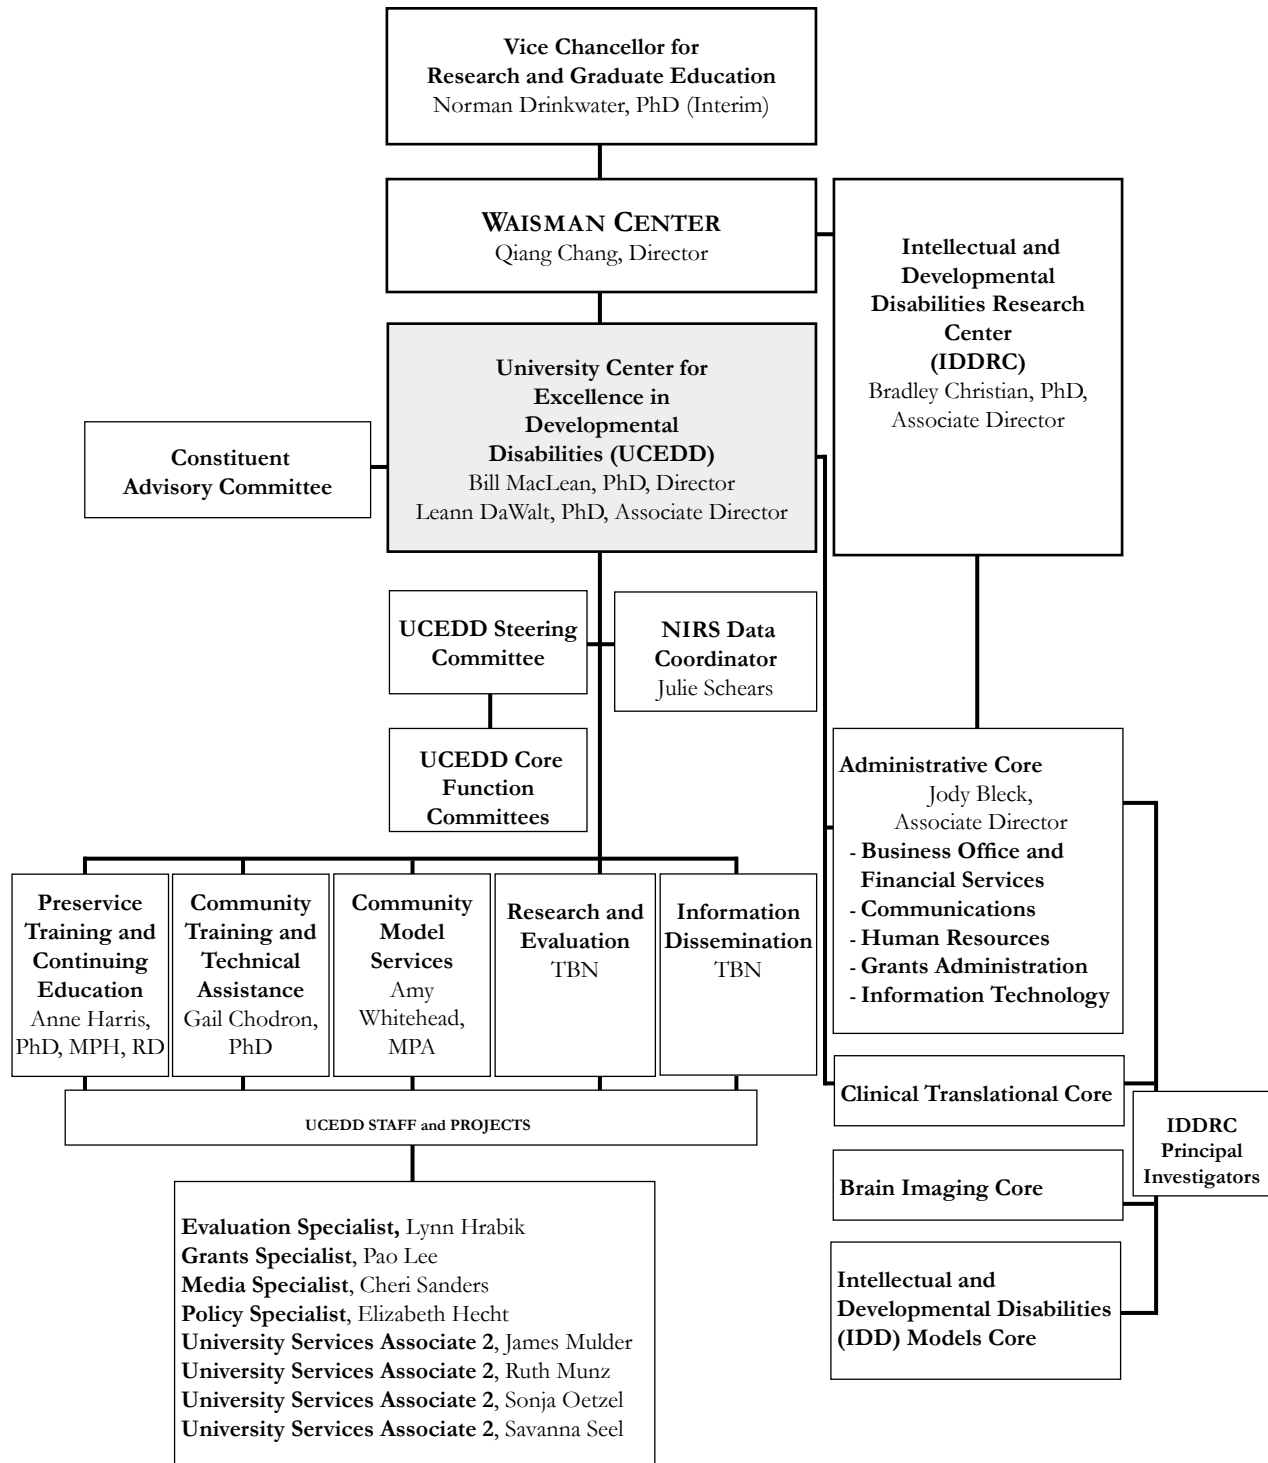 Vice Chancellor for
Research and Graduate Education
Norman Drinkwater, PhD (Interim)
WAISMAN CENTER
Qiang Chang, Director
Intellectual and
Developmental
Disabilities Research
Center
(IDDRC)
Bradley Christian, PhD,
Associate Director
University Center for
Excellence in
Developmental
Disabilities (UCEDD)
Bill MacLean, PhD, Director
Leann DaWalt, PhD, Associate Director
Constituent
Advisory Committee
UCEDD Steering
Committee
NIRS Data
Coordinator
Julie Schears
UCEDD Core
Function
Committees
Administrative Core
Jody Bleck,
Associate Director
- Business Office and
Financial Services
- Communications
- Human Resources
- Grants Administration
- Information Technology
Preservice
Training and
Continuing
Education
Anne Harris,
PhD, MPH, RD
Community
Training and
Technical
Assistance
Gail Chodron,
PhD
Community
Model
Services
Amy
Whitehead,
MPA
Research and
Evaluation
TBN
Information
Dissemination
TBN
UCEDD STAFF and PROJECTS
Clinical Translational Core
IDDRC
Principal
Investigators
Brain Imaging Core
Intellectual and
Developmental Disabilities
(IDD) Models Core
Evaluation Specialist, Lynn Hrabik
Grants Specialist, Pao Lee
Media Specialist, Cheri Sanders
Policy Specialist, Elizabeth Hecht
University Services Associate 2, James Mulder
University Services Associate 2, Ruth Munz
University Services Associate 2, Sonja Oetzel
University Services Associate 2, Savanna Seel